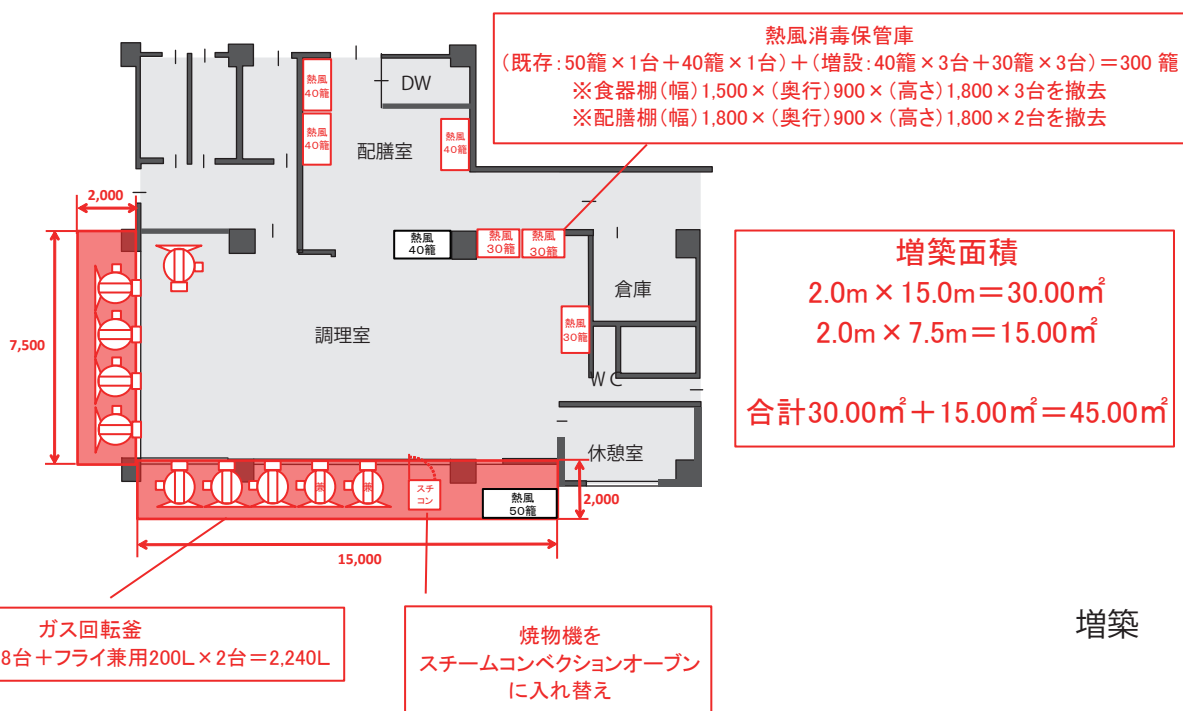 熱風消毒保管庫
(既存:50籠×1台+40籠×1台)+(増設:40籠×3台+30籠×3台)=300 籠
※食器棚(幅)1,500×(奥行)900×(高さ)1,800×3台を撤去
※配膳棚(幅)1,800×(奥行)900×(高さ)1,800×2台を撤去
熱風
40籠
DW
熱風
40籠
熱風
40籠
配膳室
2,000
熱風
40籠
熱風
30籠
熱風
30籠
倉庫
増築面積
2.0m×15.0m=30.00㎡
2.0m×7.5m=15.00㎡
合計30.00㎡+15.00㎡=45.00㎡
7,500
調理室
熱風
30籠
WC
休憩室
兼
兼
スチ
コン
熱風
50籠
2,000
15,000
ガス回転釜
8台+フライ兼用200L×2台=2,240L
焼物機を
スチームコンベクションオーブン
に入れ替え
増築